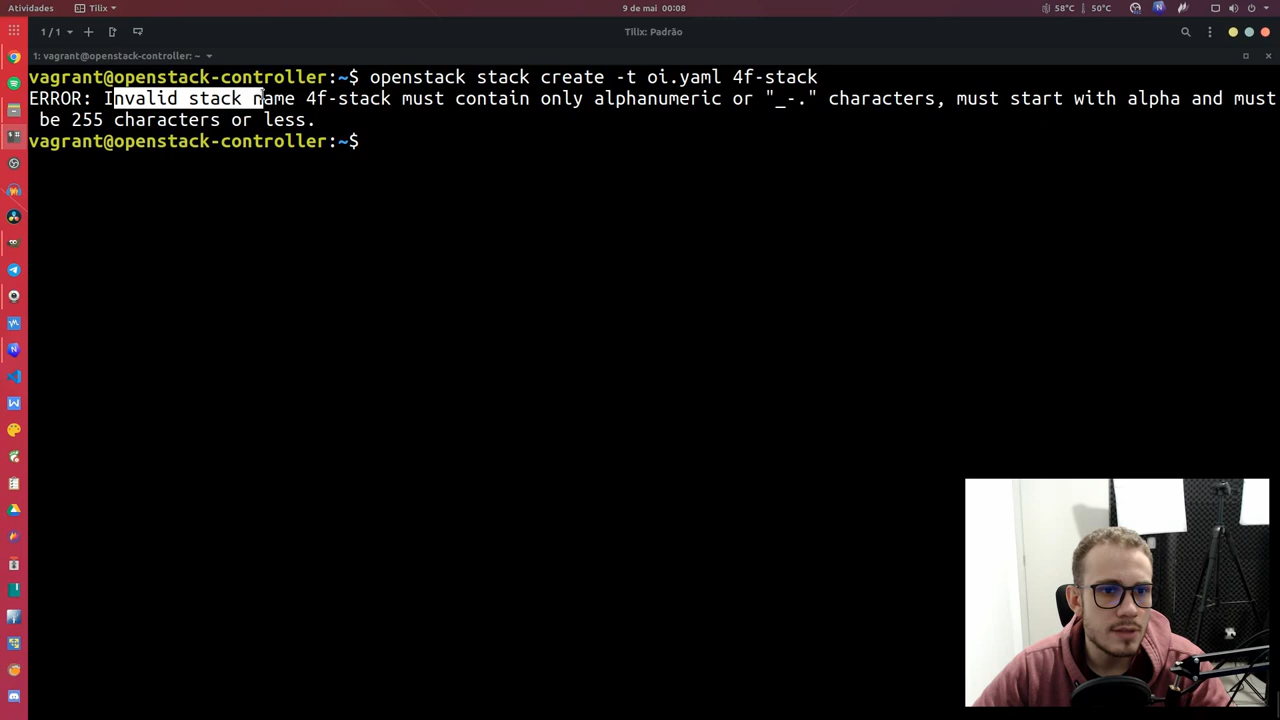 Atividades
Tilix
9 de mai 00:08
58°C
50°C
1 / 1
Tilix: Padrão
1: vagrant@openstack-controller: ~
vagrant@openstack-controller:~$ openstack stack create -t oi.yaml 4f-stack
ERROR: Invalid stack name 4f-stack must contain only alphanumeric or "_-." characters, must start with alpha and must
be 255 characters or less.
vagrant@openstack-controller:~$